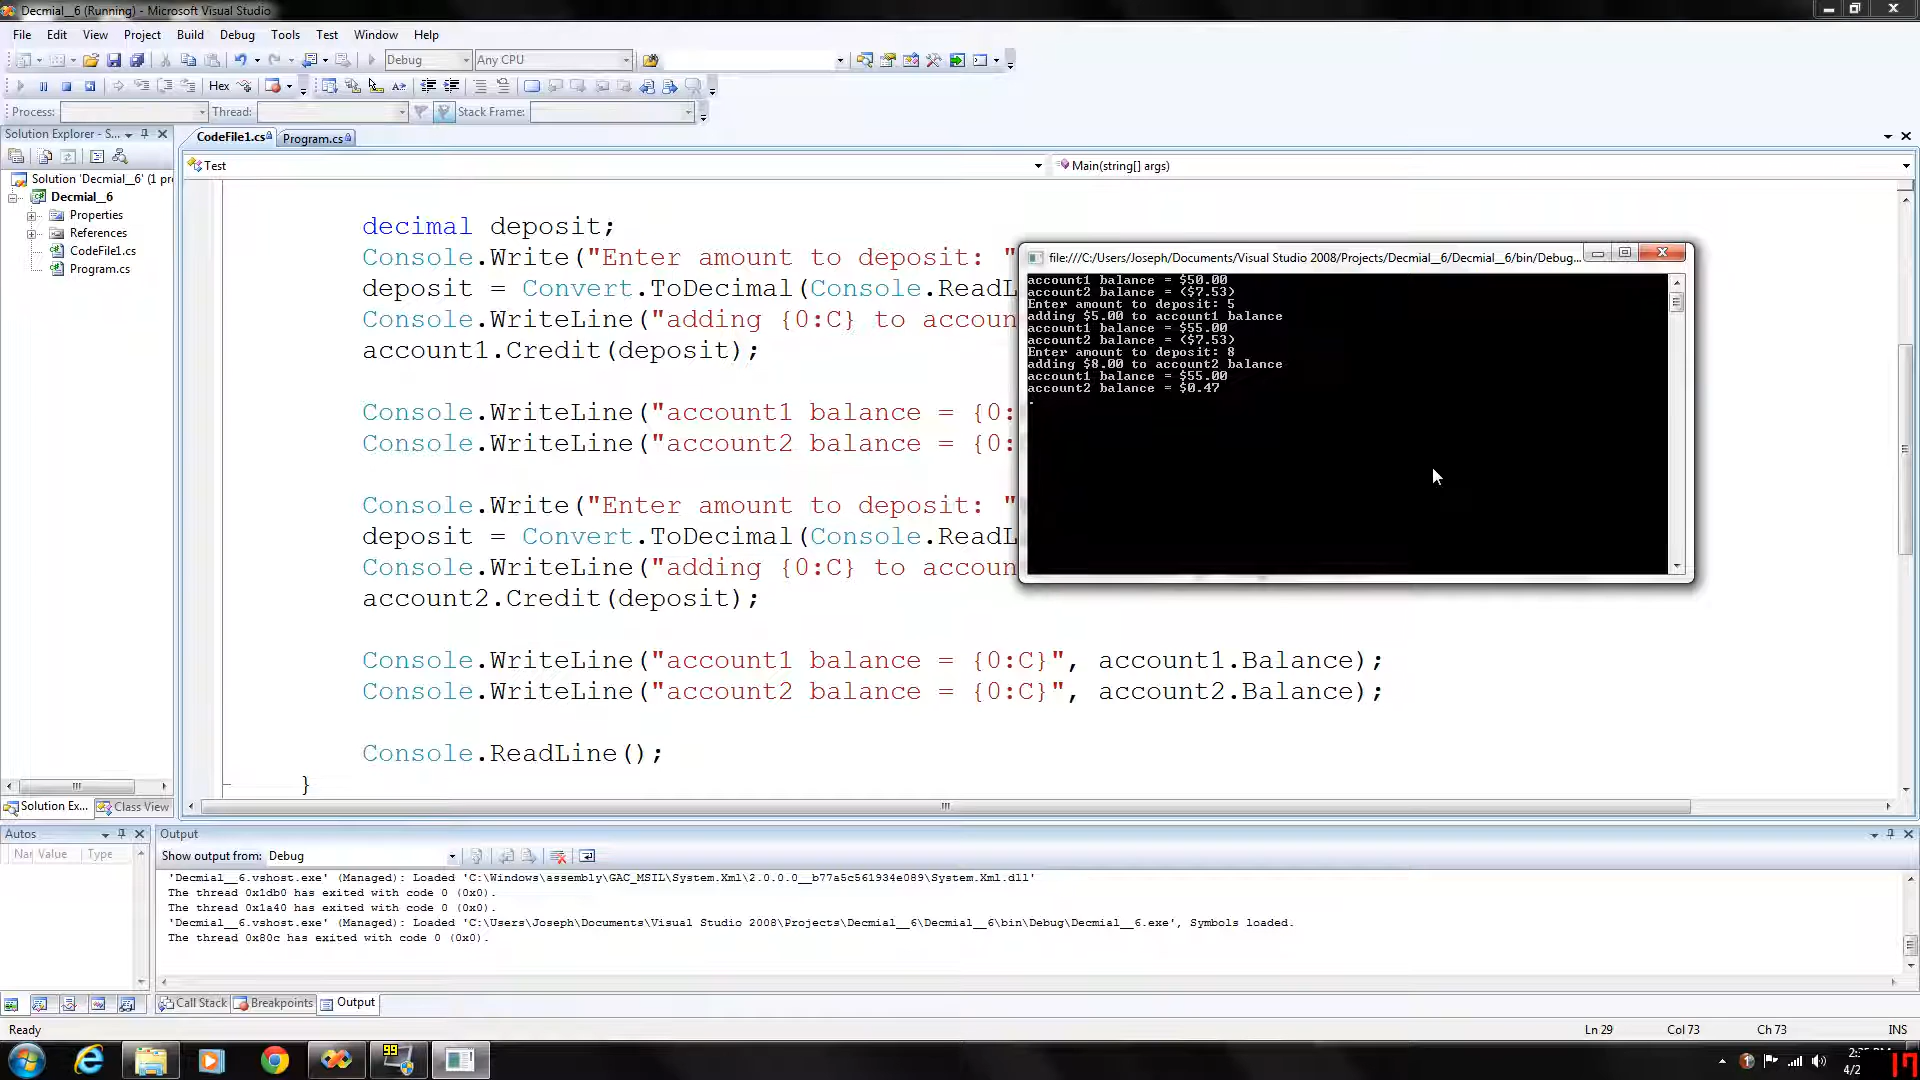 Decmial__6 (Running) - Microsoft Visual Studio
File Edit View Project Build Debug Tools Test Window Help
Debug Any CPU
Hex
Process: Thread: Stack Frame:
Solution Explorer - S...
CodeFile1.cs Program.cs
Test Main(string[] args)
Solution 'Decmial__6' (1 pr
Decmial__6
Properties
References
CodeFile1.cs
Program.cs
decimal deposit;
Console.Write("Enter amount to deposit: "
deposit = Convert.ToDecimal(Console.ReadL
Console.WriteLine("adding {0:C} to accoun
account1.Credit(deposit);
Console.WriteLine("account1 balance = {0:
Console.WriteLine("account2 balance = {0:
Console.Write("Enter amount to deposit: "
deposit = Convert.ToDecimal(Console.ReadL
Console.WriteLine("adding {0:C} to accoun
account2.Credit(deposit);
Console.WriteLine("account1 balance = {0:C}", account1.Balance);
Console.WriteLine("account2 balance = {0:C}", account2.Balance);
Console.ReadLine();
}
file:///C:/Users/Joseph/Documents/Visual Studio 2008/Projects/Decmial__6/Decmial__6/bin/Debug...
account1 balance = $50.00
account2 balance = ($7.53)
Enter amount to deposit: 5
adding $5.00 to account1 balance
account1 balance = $55.00
account2 balance = ($7.53)
Enter amount to deposit: 8
adding $8.00 to account2 balance
account1 balance = $55.00
account2 balance = $0.47
Solution Ex... Class View
Autos
Nar Value Type
Output
Show output from: Debug
'Decmial__6.vshost.exe' (Managed): Loaded 'C:\Windows\assembly\GAC_MSIL\System.Xml\2.0.0.0__b77a5c561934e089\System.Xml.dll'
The thread 0x1db0 has exited with code 0 (0x0).
The thread 0x1a40 has exited with code 0 (0x0).
'Decmial__6.vshost.exe' (Managed): Loaded 'C:\Users\Joseph\Documents\Visual Studio 2008\Projects\Decmial__6\Decmial__6\bin\Debug\Decmial__6.exe', Symbols loaded.
The thread 0x80c has exited with code 0 (0x0).
Call Stack Breakpoints Output
Ready Ln 29 Col 73 Ch 73 INS
99
17